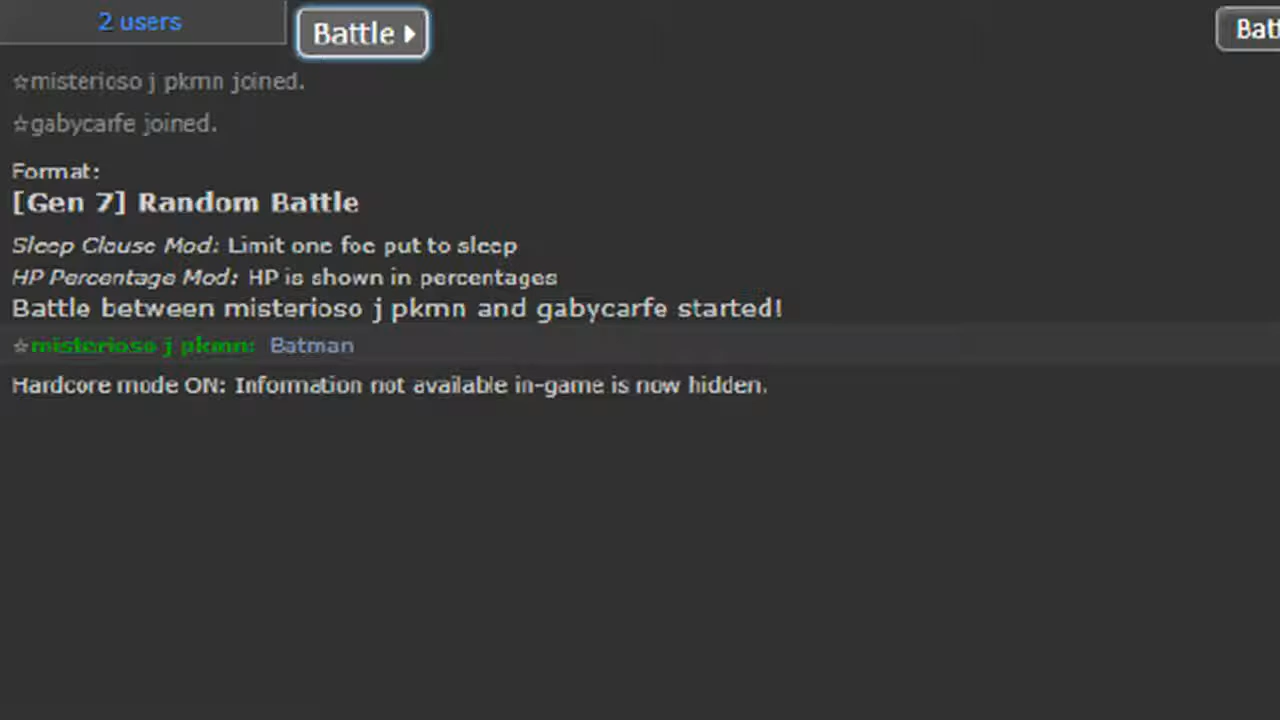 2 users
Battle
Bat
☆misterioso j pkmn joined.
☆gabycarfe joined.
Format:
[Gen 7] Random Battle
Sleep Clause Mod: Limit one foe put to sleep
HP Percentage Mod: HP is shown in percentages
Battle between misterioso j pkmn and gabycarfe started!
☆misterioso j pkmn: Batman
Hardcore mode ON: Information not available in-game is now hidden.